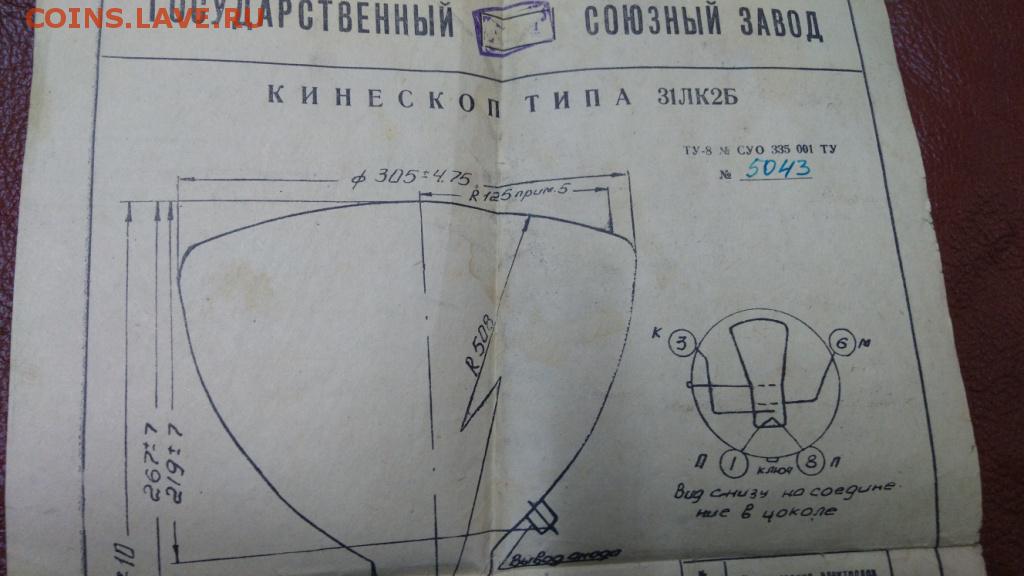 COINS.LAVE.RU
ГОСУДАРСТВЕННЫЙ СОЮЗНЫЙ ЗАВОД
КИНЕСКОП ТИПА 31ЛК2Б
ТУ-8 № СУО 335 001 ТУ
№ 5043
ф 305±4.75
R 125 прим.5
R 508
267±7
219±7
±10
К 3
6 М
П 1
ключ
8 П
Вид снизу на соедине-
ние в цоколе
Вывод анода